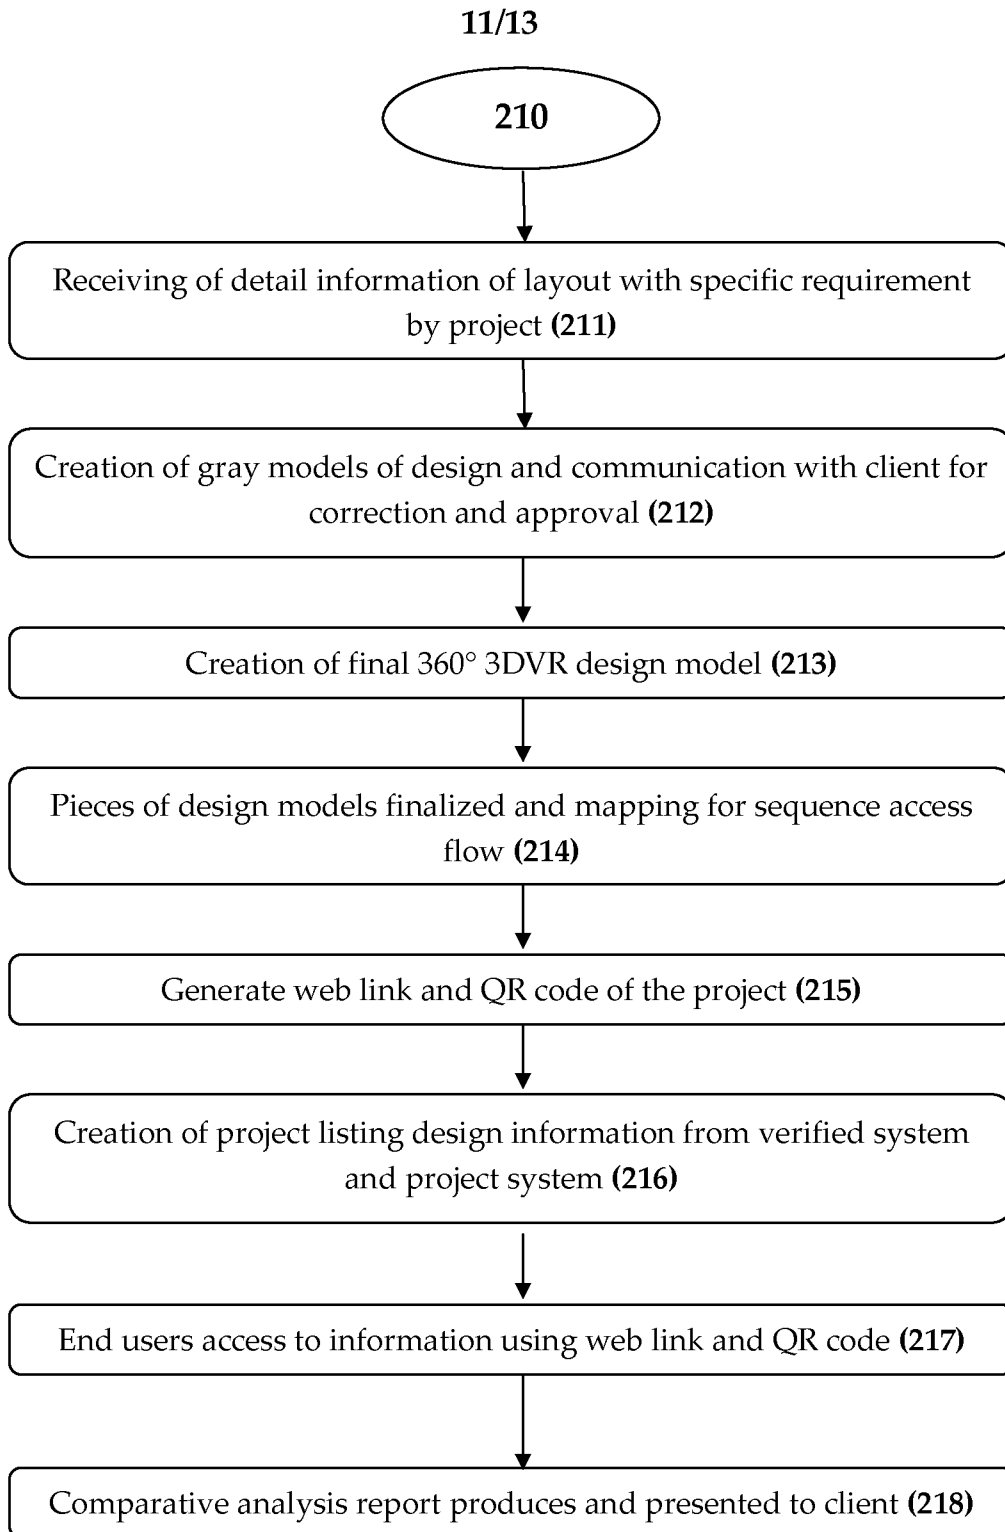 11/13
210
Receiving of detail information of layout with specific requirement
by project (211)
Creation of gray models of design and communication with client for
correction and approval (212)
Creation of final 360° 3DVR design model (213)
Pieces of design models finalized and mapping for sequence access
flow (214)
Generate web link and QR code of the project (215)
Creation of project listing design information from verified system
and project system (216)
End users access to information using web link and QR code (217)
Comparative analysis report produces and presented to client (218)